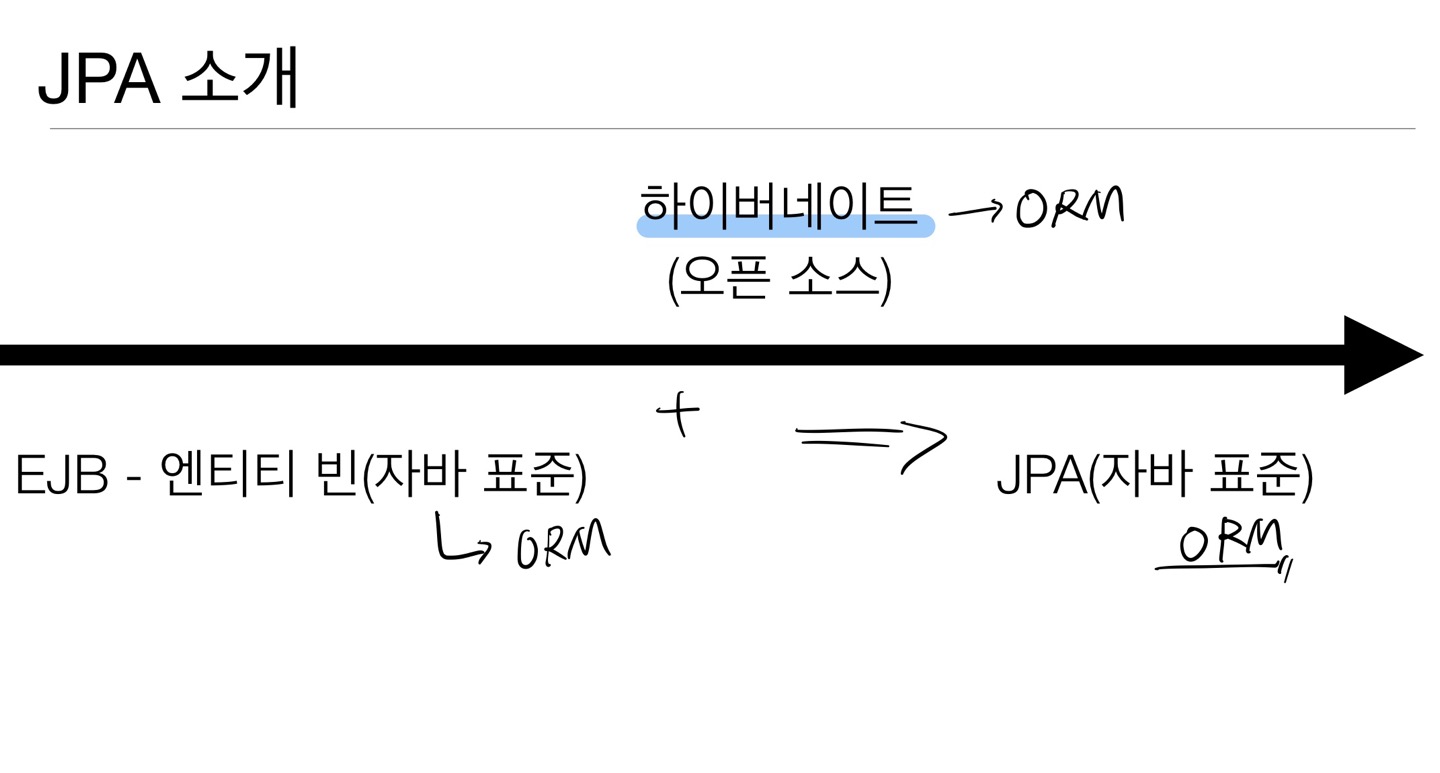 JPA 소개
하이버네이트 → ORM
(오픈 소스)
+ ⇒
EJB - 엔티티 빈(자바 표준)
JPA(자바 표준)
↳ ORM
ORM